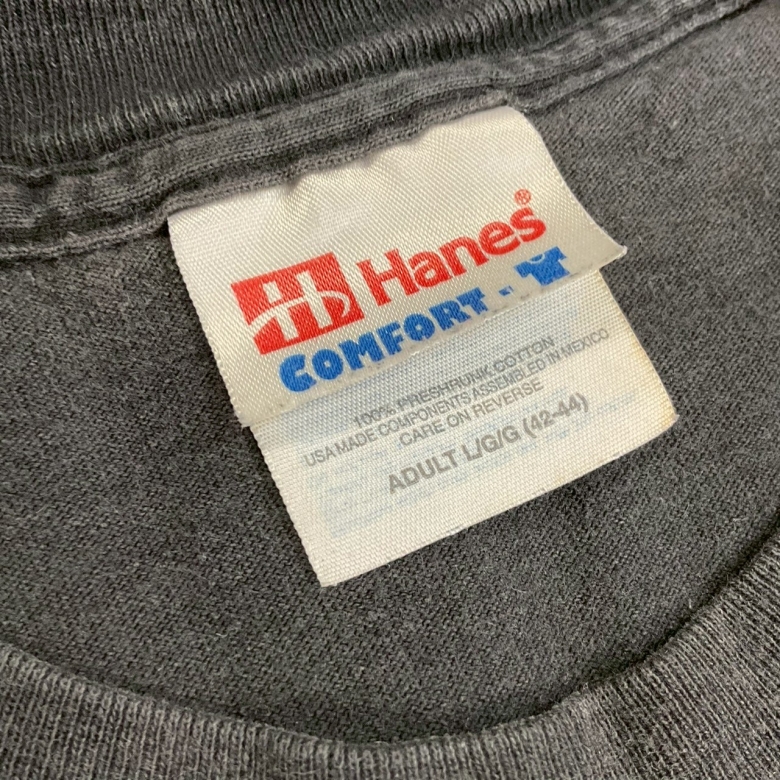 Hanes®
COMFORT-T
100% PRESHRUNK COTTON
USA MADE COMPONENTS ASSEMBLED IN MEXICO
CARE ON REVERSE
ADULT L/G/G (42-44)